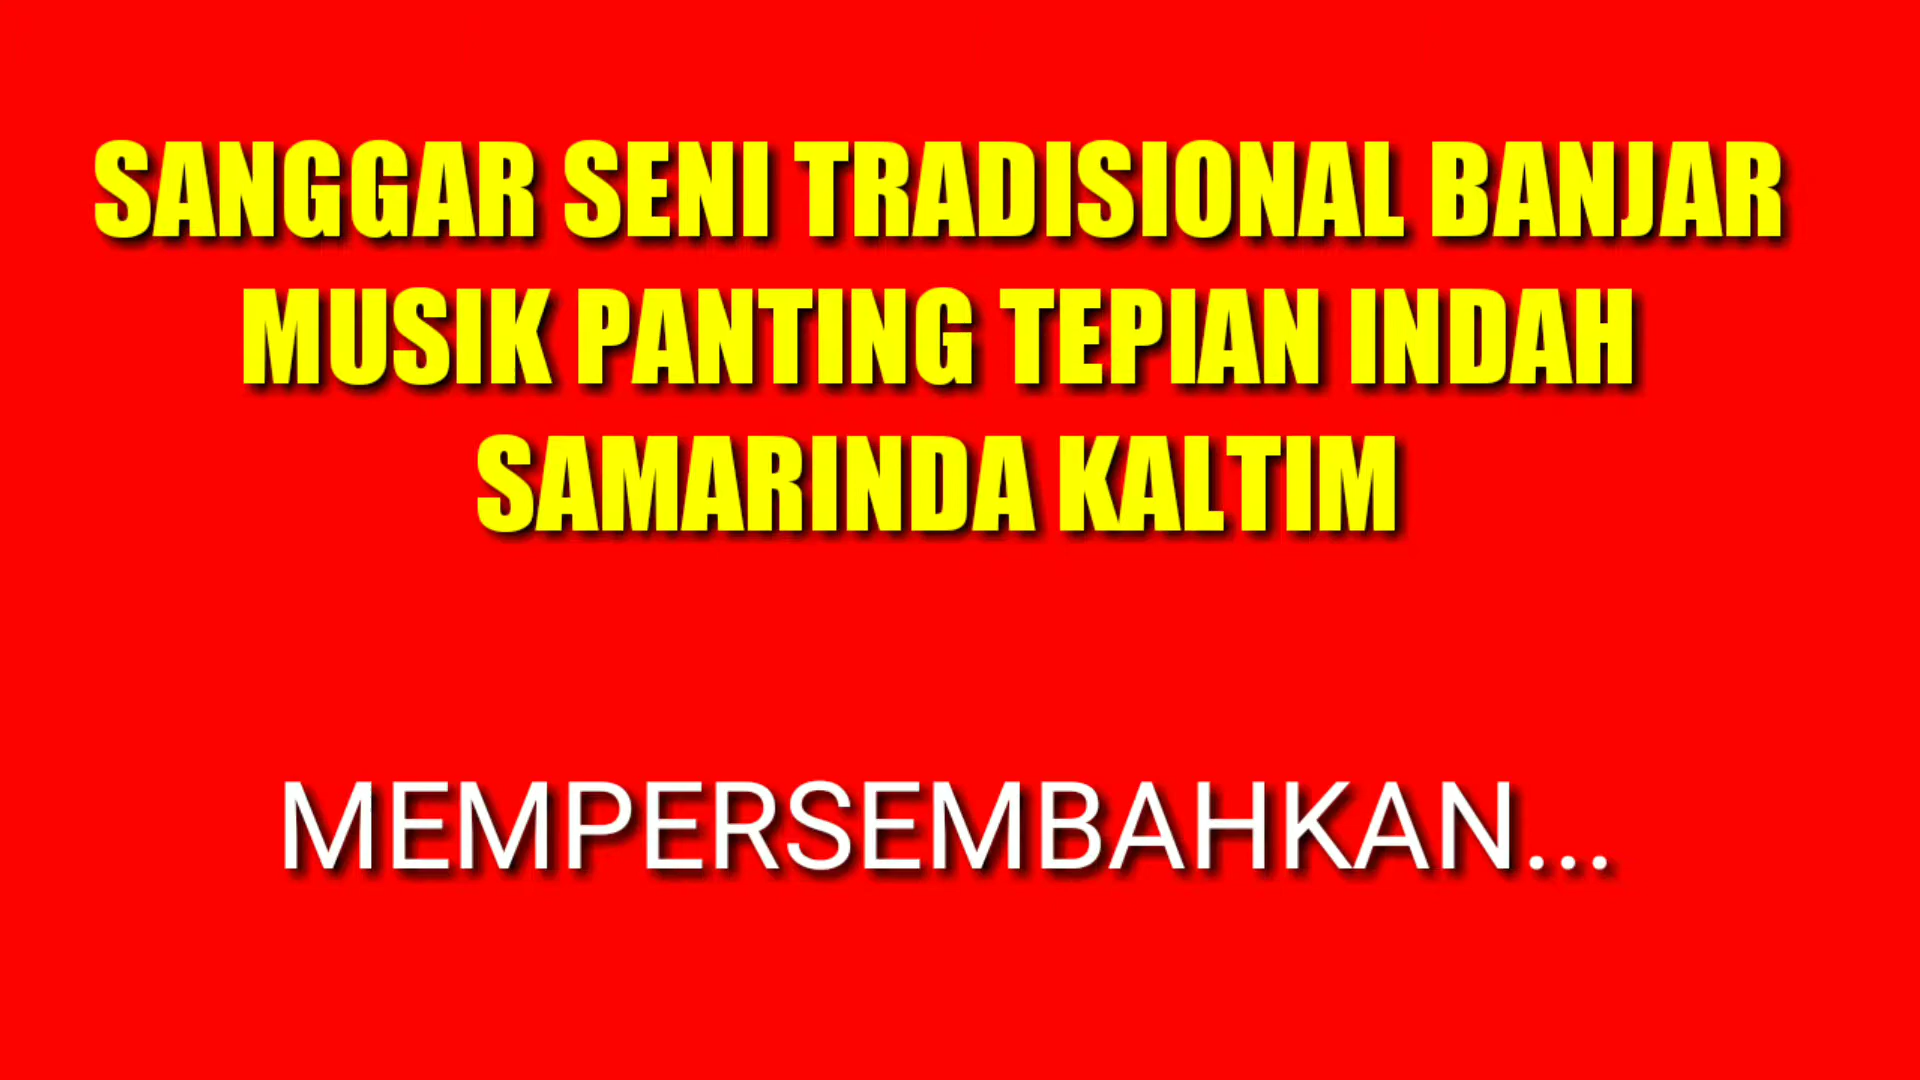 SANGGAR SENI TRADISIONAL BANJAR
MUSIK PANTING TEPIAN INDAH
SAMARINDA KALTIM
MEMPERSEMBAHKAN...